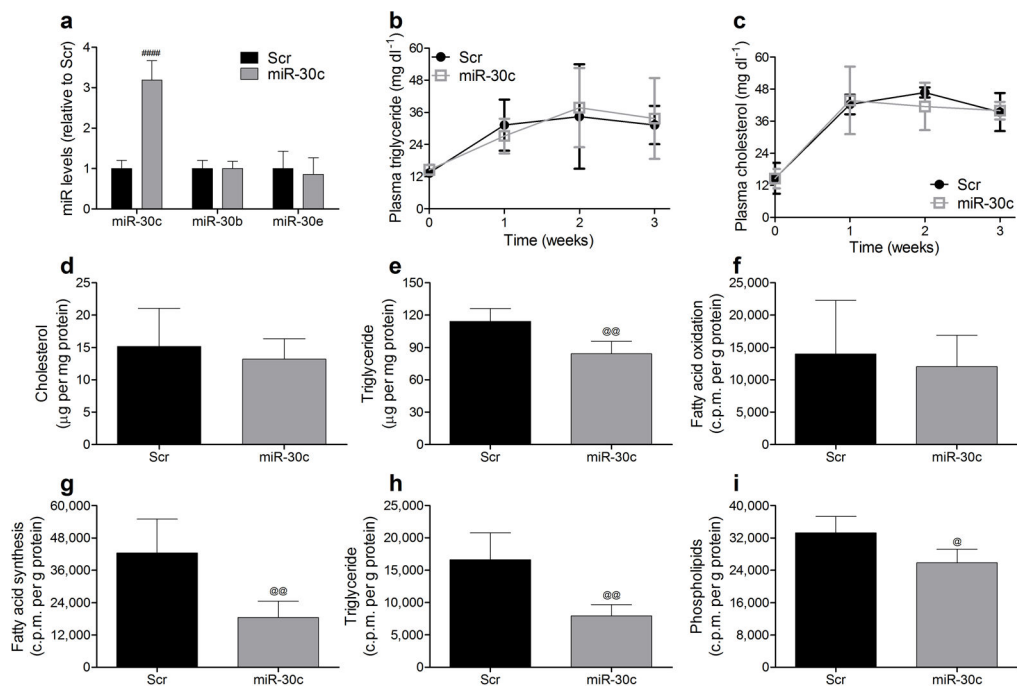 a
miR levels (relative to Scr)
4
3
2
1
0
####
Scr
miR-30c
miR-30c
miR-30b
miR-30e
b
Plasma triglyceride (mg dl-1)
60
48
36
24
12
0
Scr
miR-30c
0
1
2
3
Time (weeks)
c
Plasma cholesterol (mg dl-1)
60
48
36
24
12
0
Scr
miR-30c
0
1
2
3
Time (weeks)
d
Cholesterol
(μg per mg protein)
25
20
15
10
5
0
Scr
miR-30c
e
Triglyceride
(μg per mg protein)
150
120
90
60
30
0
@@
Scr
miR-30c
f
Fatty acid oxidation
(c.p.m. per g protein)
25,000
20,000
15,000
10,000
5,000
0
Scr
miR-30c
g
Fatty acid synthesis
(c.p.m. per g protein)
60,000
48,000
36,000
24,000
12,000
0
@@
Scr
miR-30c
h
Triglyceride
(c.p.m. per g protein)
25,000
20,000
15,000
10,000
5,000
0
@@
Scr
miR-30c
i
Phospholipids
(c.p.m. per g protein)
40,000
32,000
24,000
16,000
8,000
0
@
Scr
miR-30c